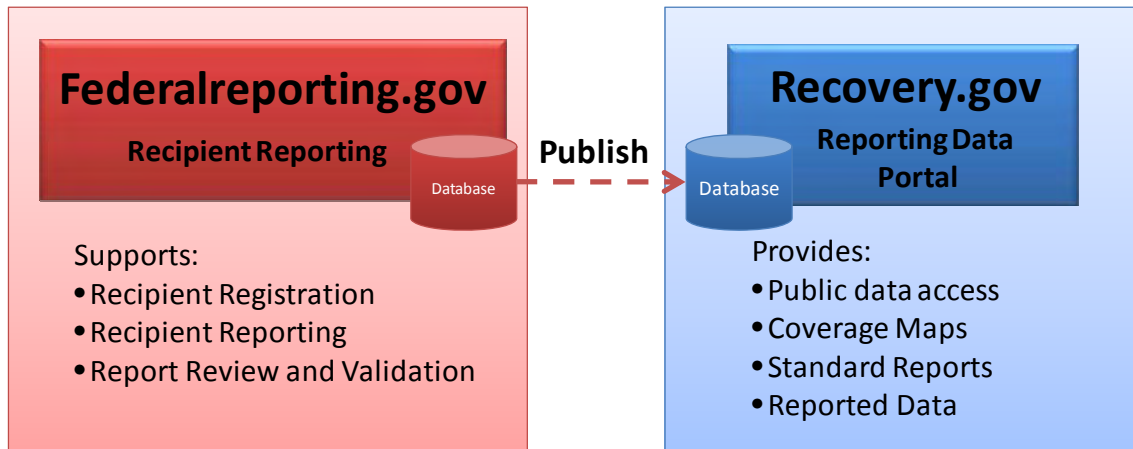 Federalreporting.gov
Recipient Reporting
Database
Supports:
•Recipient Registration
•Recipient Reporting
•Report Review and Validation
Publish
Recovery.gov
Reporting Data
Portal
Database
Provides:
•Public data access
•Coverage Maps
•Standard Reports
•Reported Data